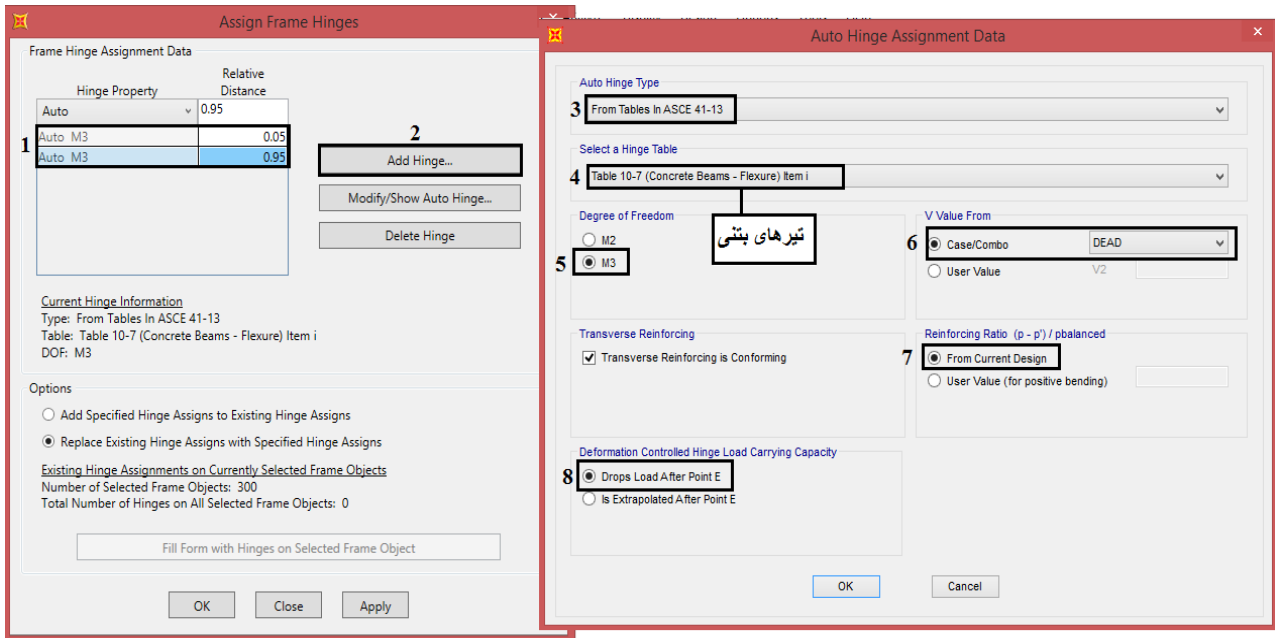 Assign Frame Hinges
Frame Hinge Assignment Data
Hinge Property
Relative
Distance
Auto
0.95
1
Auto M3
0.05
Auto M3
0.95
2
Add Hinge...
Modify/Show Auto Hinge...
Delete Hinge
Current Hinge Information
Type: From Tables In ASCE 41-13
Table: Table 10-7 (Concrete Beams - Flexure) Item i
DOF: M3
Options
Add Specified Hinge Assigns to Existing Hinge Assigns
Replace Existing Hinge Assigns with Specified Hinge Assigns
Existing Hinge Assignments on Currently Selected Frame Objects
Number of Selected Frame Objects: 300
Total Number of Hinges on All Selected Frame Objects: 0
Fill Form with Hinges on Selected Frame Object
OK
Close
Apply
Auto Hinge Assignment Data
Auto Hinge Type
3
From Tables In ASCE 41-13
Select a Hinge Table
4
Table 10-7 (Concrete Beams - Flexure) Item i
تیرهای بتنی
Degree of Freedom
M2
5
M3
V Value From
6
Case/Combo
DEAD
User Value
V2
Transverse Reinforcing
Transverse Reinforcing is Conforming
Reinforcing Ratio (p - p') / pbalanced
7
From Current Design
User Value (for positive bending)
Deformation Controlled Hinge Load Carrying Capacity
8
Drops Load After Point E
Is Extrapolated After Point E
OK
Cancel